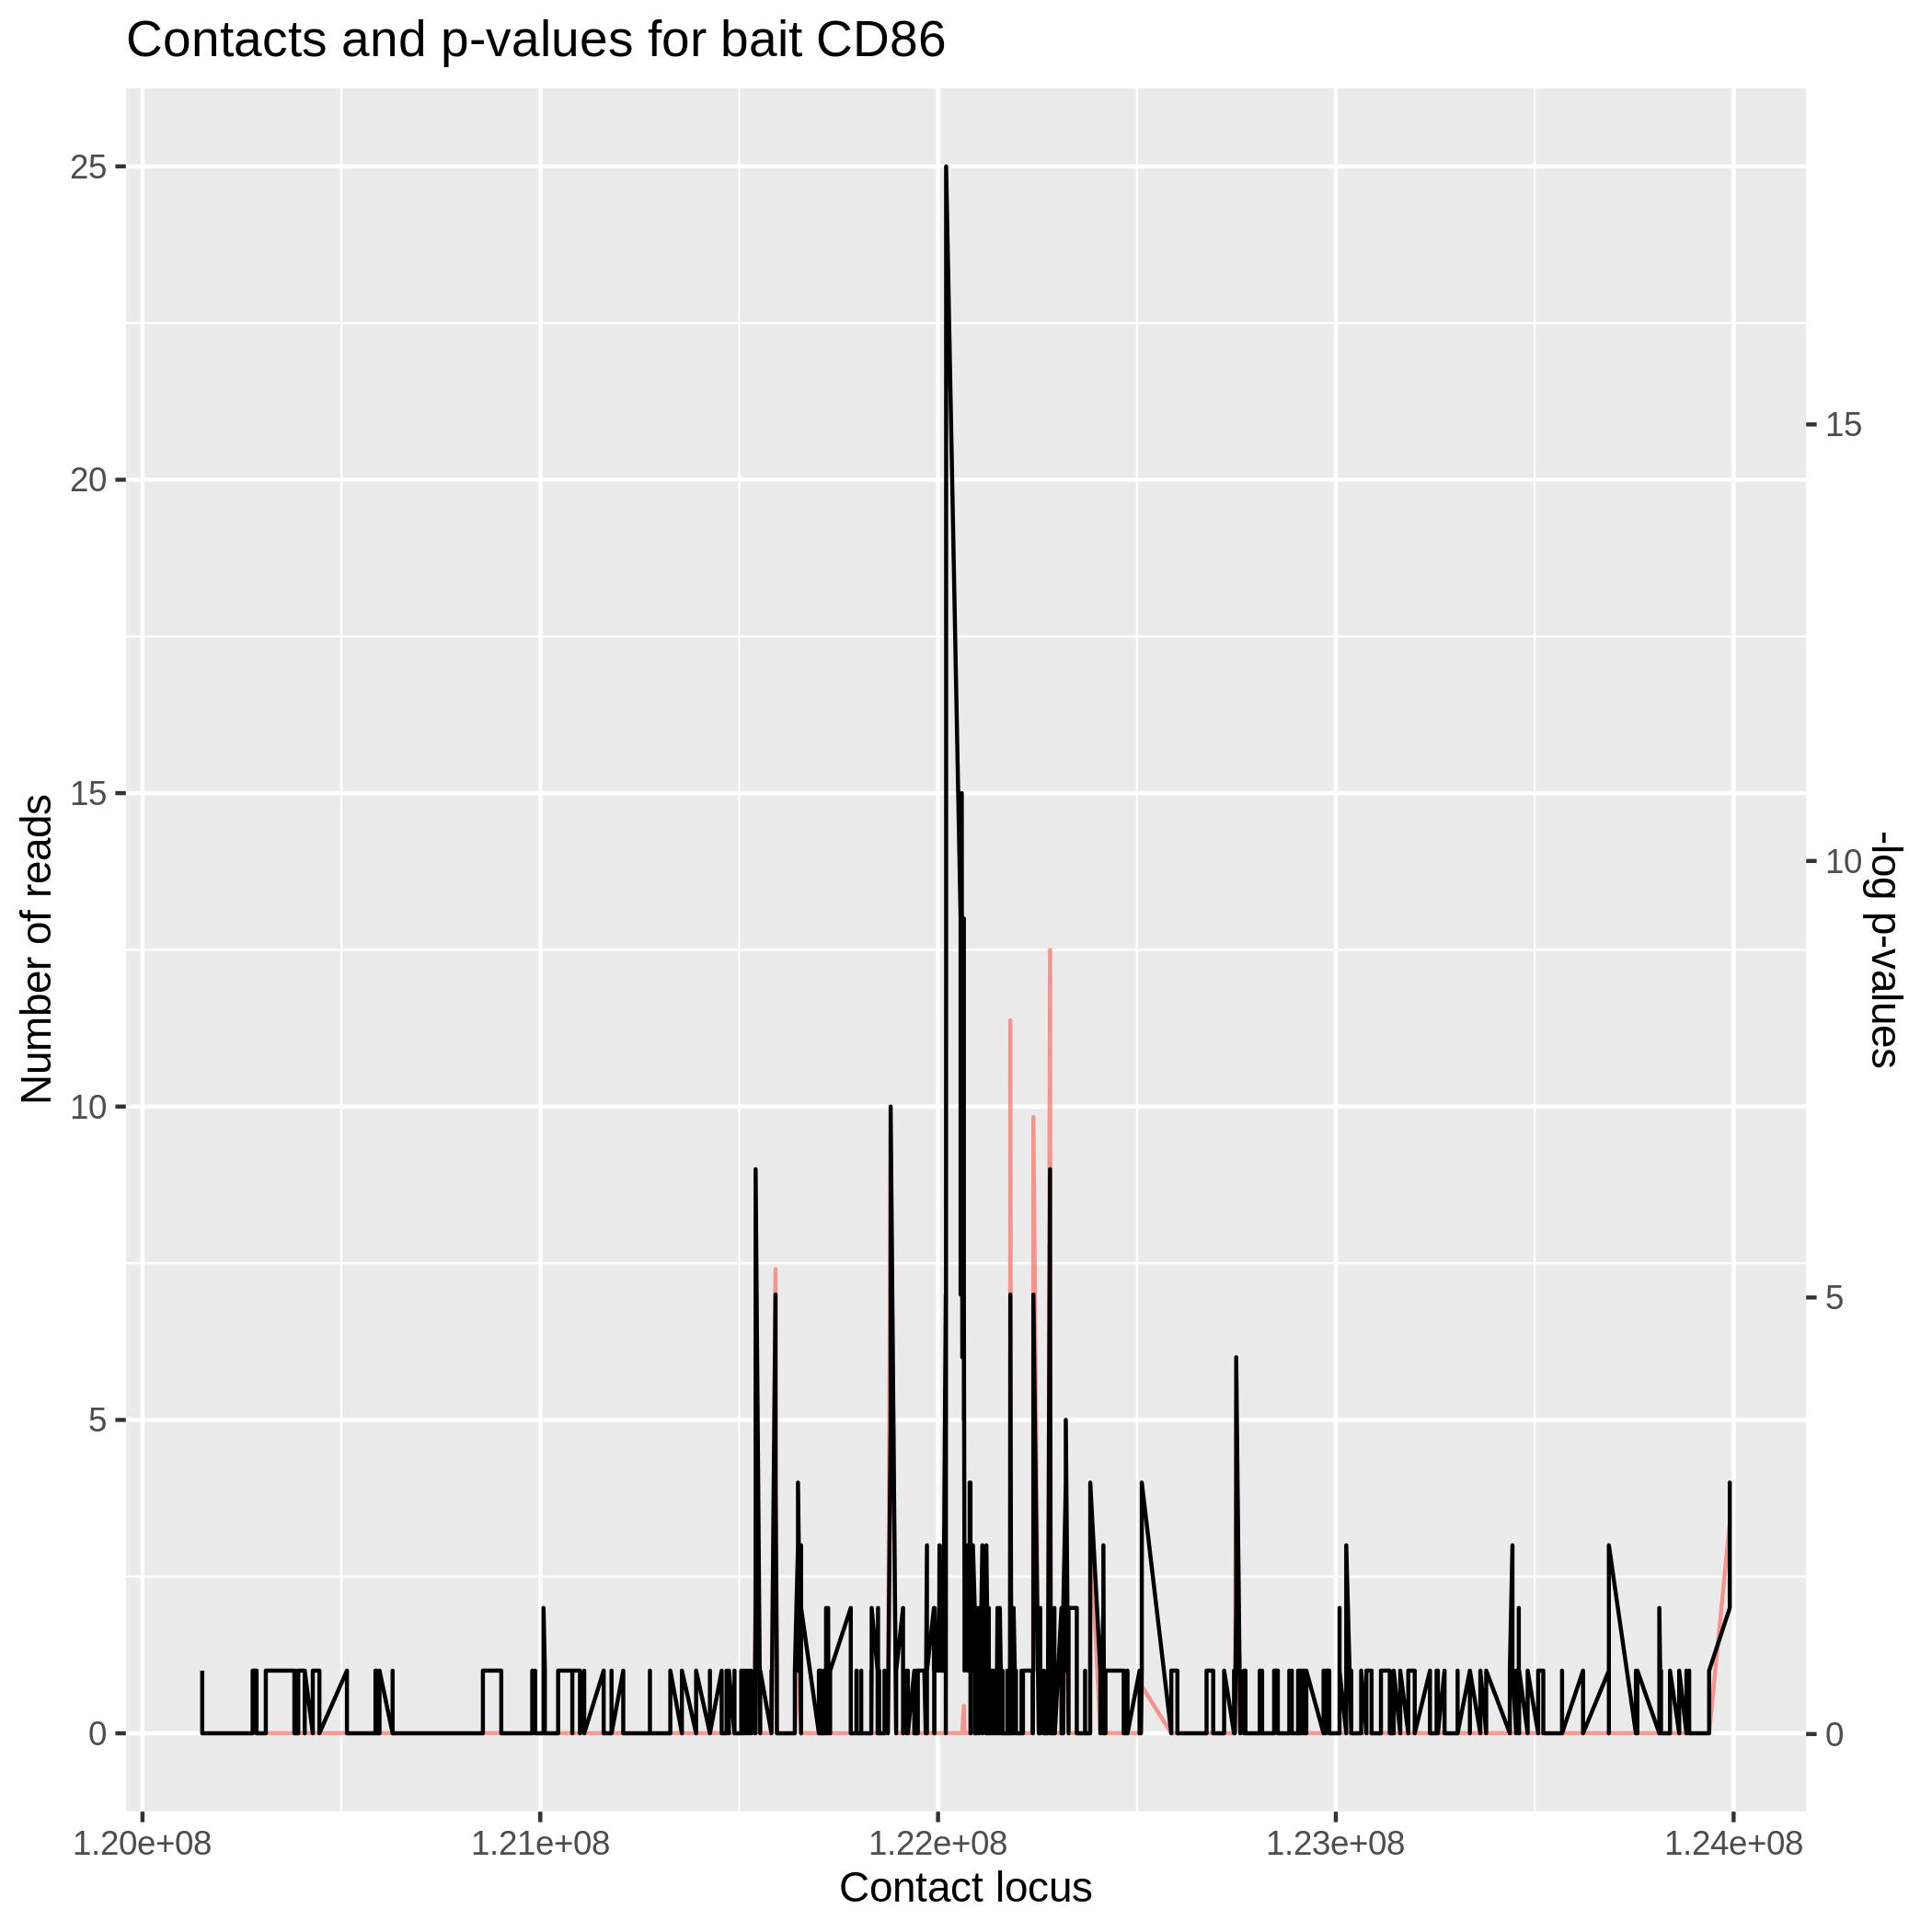 Contacts and p-values for bait CD86
Number of reads
25
20
15
10
5
0
15
10
5
0
-log p-values
1.20e+08
1.21e+08
1.22e+08
1.23e+08
1.24e+08
Contact locus